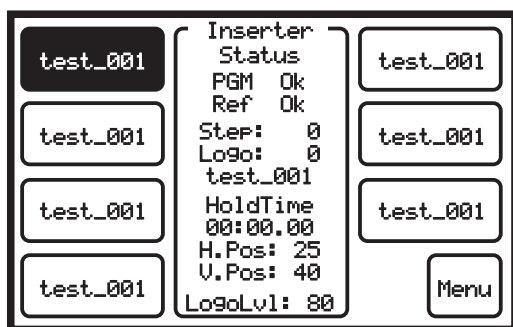 test_001
test_001
test_001
test_001
Inserter
Status
PGM Ok
Ref Ok
Step: 0
Logo: 0
test_001
HoldTime
00:00.00
H.Pos: 25
V.Pos: 40
LogoLvl: 80
test_001
test_001
test_001
Menu